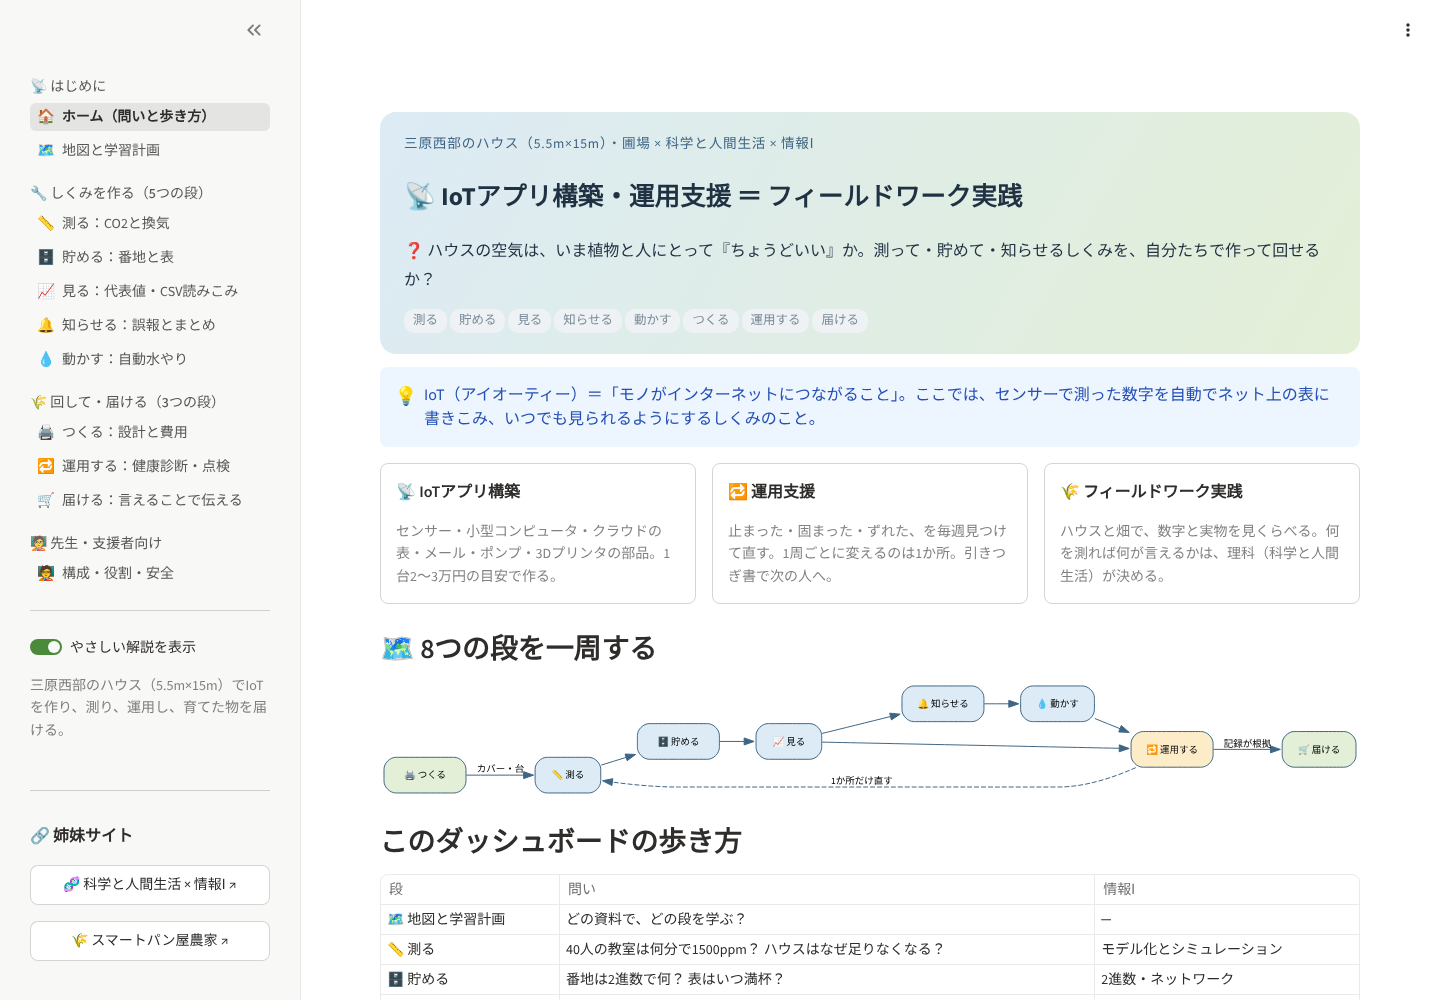 📡 はじめに
🏠 ホーム（問いと歩き方）
🗺️ 地図と学習計画
🔧 しくみを作る（5つの段）
📏 測る：CO2と換気
🗄️ 貯める：番地と表
📈 見る：代表値・CSV読みこみ
🔔 知らせる：誤報とまとめ
💧 動かす：自動水やり
🌾 回して・届ける（3つの段）
🖨️ つくる：設計と費用
🔁 運用する：健康診断・点検
🛒 届ける：言えることで伝える
🧑‍🏫 先生・支援者向け
🧑‍🏫 構成・役割・安全
やさしい解説を表示
三原西部のハウス（5.5m×15m）でIoT
を作り、測り、運用し、育てた物を届
ける。
🔗 姉妹サイト
🧬 科学と人間生活 × 情報Ⅰ ↗
🌾 スマートパン屋農家 ↗
三原西部のハウス（5.5m×15m）・圃場 × 科学と人間生活 × 情報Ⅰ
📡 IoTアプリ構築・運用支援 ＝ フィールドワーク実践
❓ ハウスの空気は、いま植物と人にとって『ちょうどいい』か。測って・貯めて・知らせるしくみを、自分たちで作って回せる
か？
測る 貯める 見る 知らせる 動かす つくる 運用する 届ける
💡 IoT（アイオーティー）＝「モノがインターネットにつながること」。ここでは、センサーで測った数字を自動でネット上の表に
書きこみ、いつでも見られるようにするしくみのこと。
📡 IoTアプリ構築
センサー・小型コンピュータ・クラウドの
表・メール・ポンプ・3Dプリンタの部品。1
台2〜3万円の目安で作る。
🔁 運用支援
止まった・固まった・ずれた、を毎週見つけ
て直す。1周ごとに変えるのは1か所。引きつ
ぎ書で次の人へ。
🌾 フィールドワーク実践
ハウスと畑で、数字と実物を見くらべる。何
を測れば何が言えるかは、理科（科学と人間
生活）が決める。
🗺️ 8つの段を一周する
🖨️ つくる
カバー・台
📏 測る
🗄️ 貯める
📈 見る
🔔 知らせる
💧 動かす
🔁 運用する
記録が根拠
🛒 届ける
1か所だけ直す
このダッシュボードの歩き方
段 問い 情報Ⅰ
🗺️ 地図と学習計画 どの資料で、どの段を学ぶ？ —
📏 測る 40人の教室は何分で1500ppm？ ハウスはなぜ足りなくなる？ モデル化とシミュレーション
🗄️ 貯める 番地は2進数で何？ 表はいつ満杯？ 2進数・ネットワーク